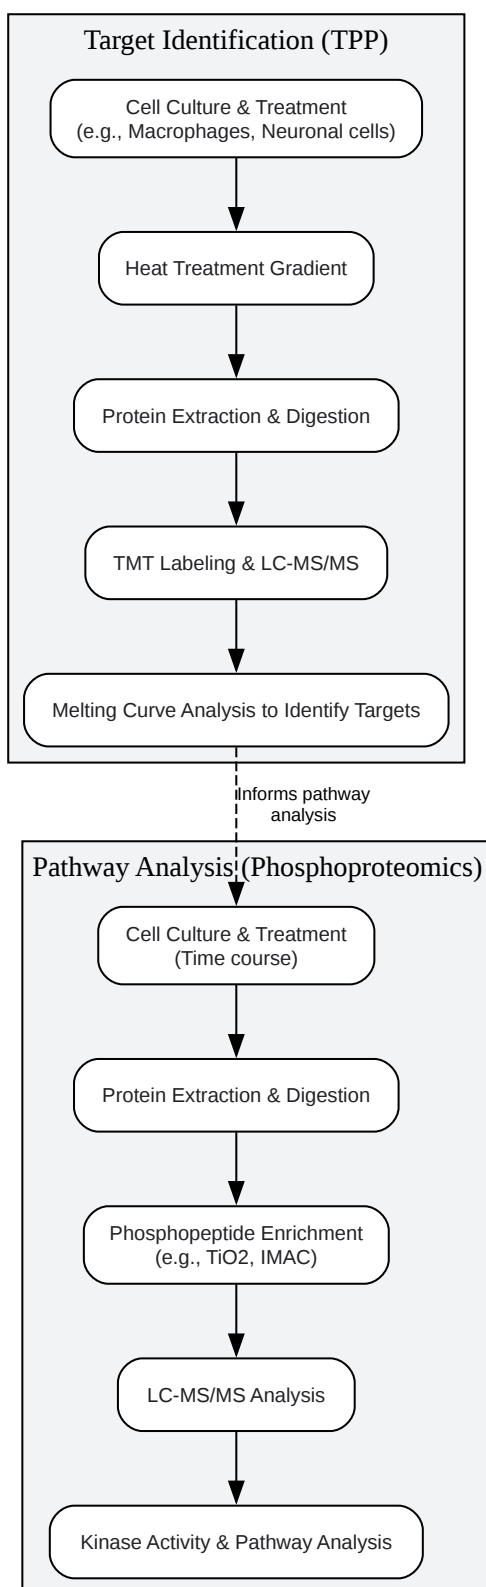 Target Identification (TPP)
Cell Culture & Treatment
(e.g., Macrophages, Neuronal cells)
Heat Treatment Gradient
Protein Extraction & Digestion
TMT Labeling & LC-MS/MS
Melting Curve Analysis to Identify Targets
Informs pathway
analysis
Pathway Analysis (Phosphoproteomics)
Cell Culture & Treatment
(Time course)
Protein Extraction & Digestion
Phosphopeptide Enrichment
(e.g., TiO2, IMAC)
LC-MS/MS Analysis
Kinase Activity & Pathway Analysis